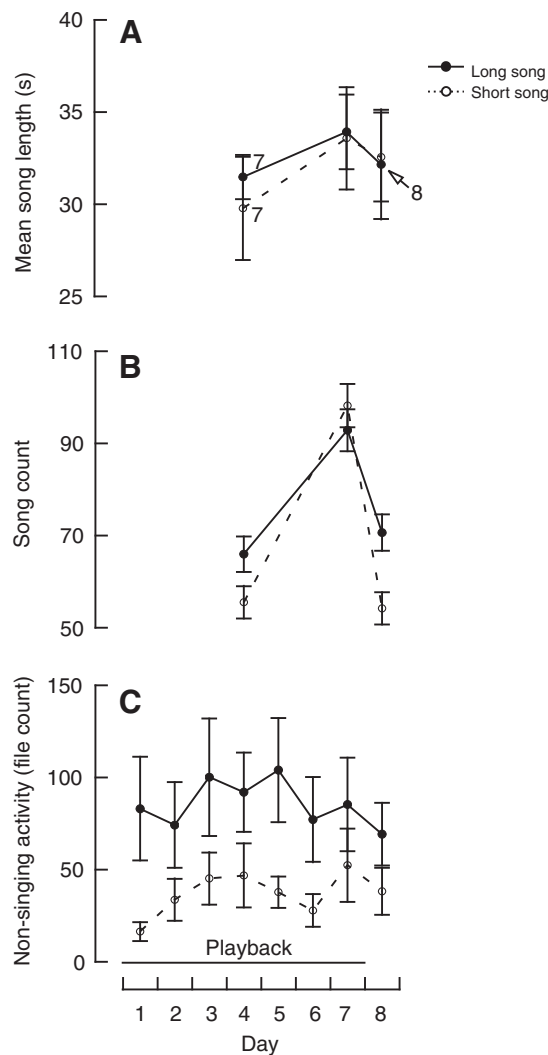 A
40
35
30
25
Mean song length (s)
7
7
8
Long song
Short song
B
110
90
70
50
Song count
C
150
100
50
0
Non-singing activity (file count)
Playback
1 2 3 4 5 6 7 8
Day